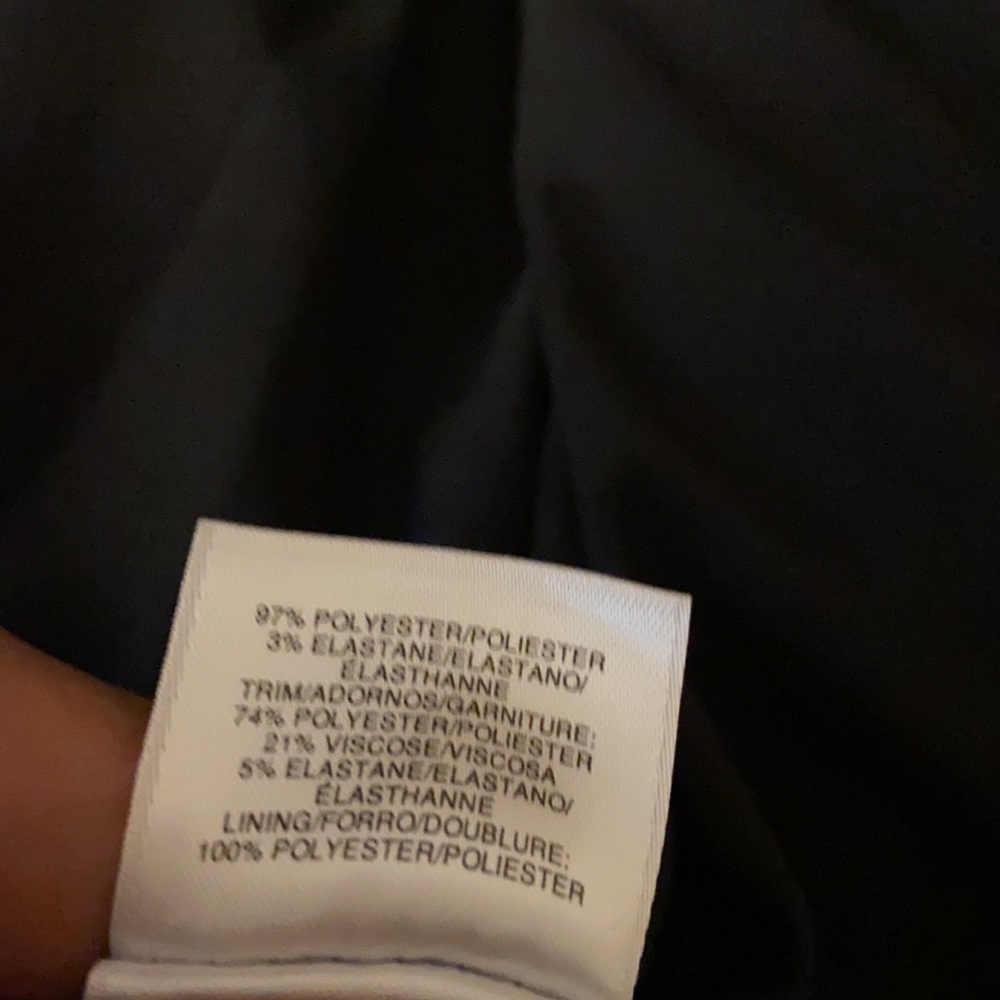 97% POLYESTER/POLIESTER
3% ELASTANE/ELASTANO/
ÉLASTHANNE
TRIM/ADORNOS/GARNITURE:
74% POLYESTER/POLIESTER
21% VISCOSE/VISCOSA
5% ELASTANE/ELASTANO/
ÉLASTHANNE
LINING/FORRO/DOUBLURE:
100% POLYESTER/POLIESTER